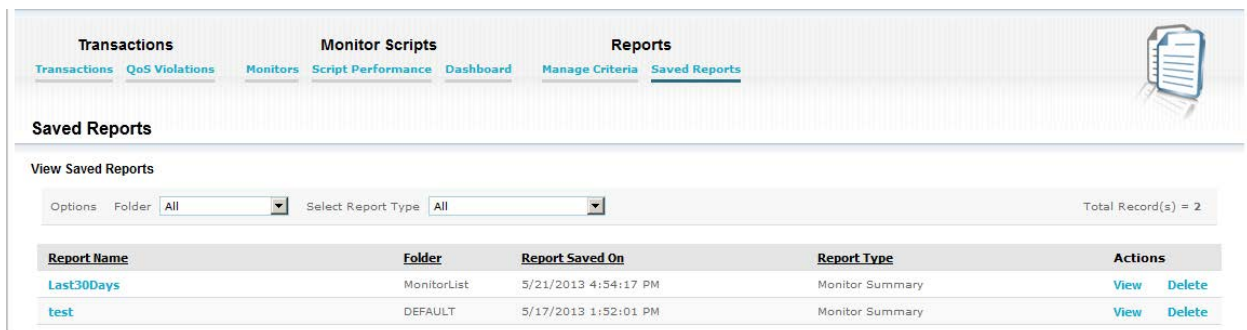 Transactions Monitor Scripts Reports
Transactions QoS Violations Monitors Script Performance Dashboard Manage Criteria Saved Reports
Saved Reports
View Saved Reports
Options Folder All Select Report Type All Total Record(s) = 2
Report Name Folder Report Saved On Report Type Actions
Last30Days MonitorList 5/21/2013 4:54:17 PM Monitor Summary View Delete
test DEFAULT 5/17/2013 1:52:01 PM Monitor Summary View Delete